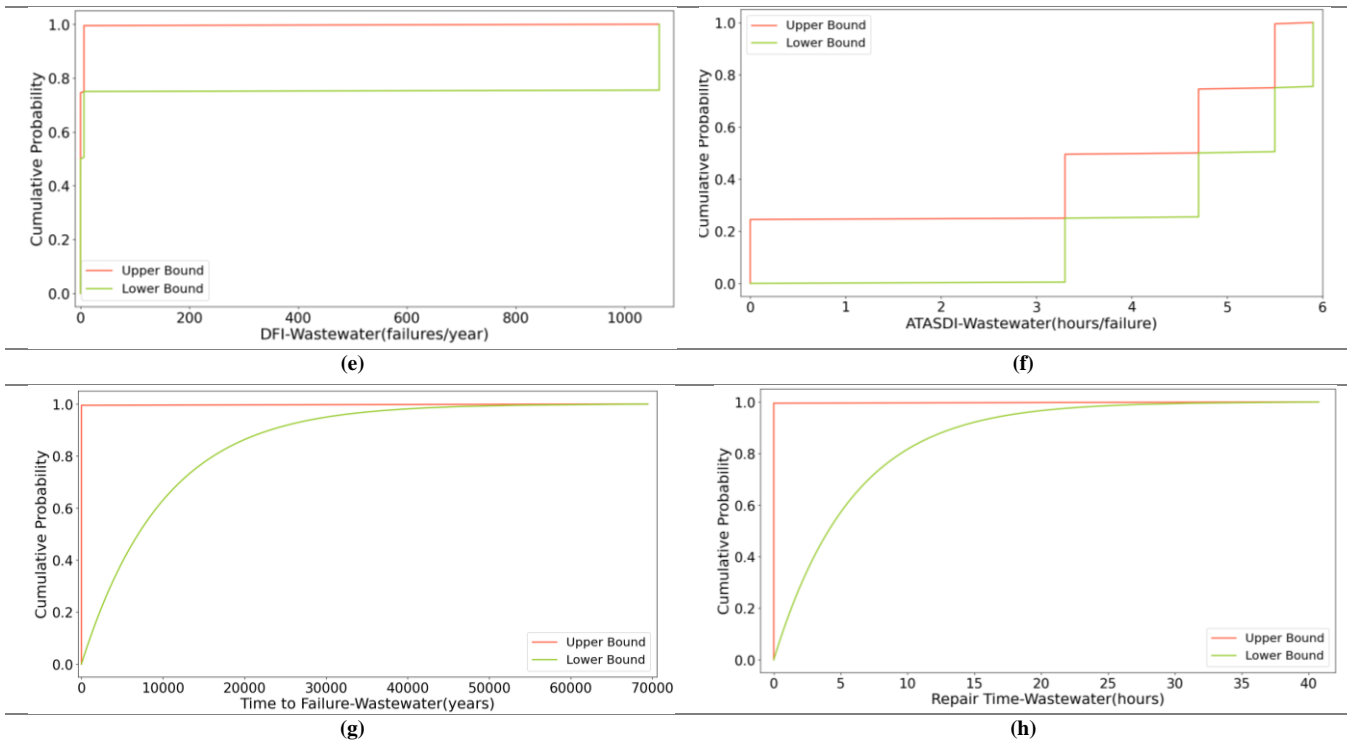 1.0
0.8
0.6
0.4
0.2
0.0
Cumulative Probability
Upper Bound
Lower Bound
0 200 400 600 800 1000
DFI-Wastewater(failures/year)
(e)
1.0
0.8
0.6
0.4
0.2
0.0
Cumulative Probability
Upper Bound
Lower Bound
0 1 2 3 4 5 6
ATASDI-Wastewater(hours/failure)
(f)
1.0
0.8
0.6
0.4
0.2
0.0
Cumulative Probability
Upper Bound
Lower Bound
0 10000 20000 30000 40000 50000 60000 70000
Time to Failure-Wastewater(years)
(g)
1.0
0.8
0.6
0.4
0.2
0.0
Cumulative Probability
Upper Bound
Lower Bound
0 5 10 15 20 25 30 35 40
Repair Time-Wastewater(hours)
(h)